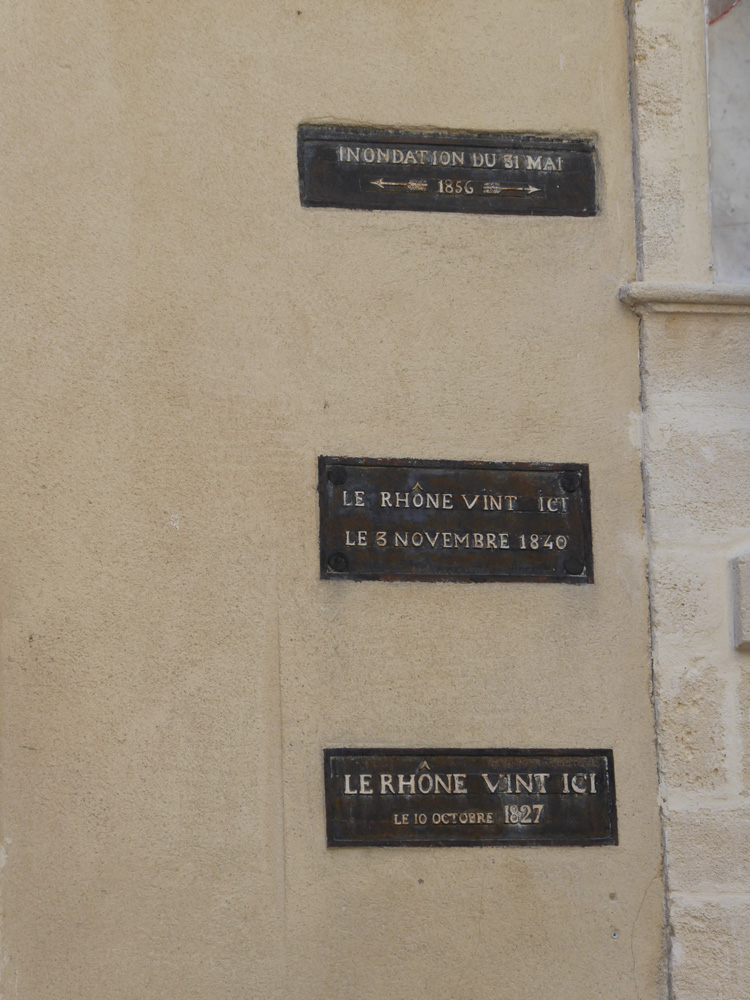 INONDATION DU 31 MAI
1856
LE RHÔNE VINT ICI
LE 3 NOVEMBRE 1840
LE RHÔNE VINT ICI
LE 10 OCTOBRE 1827